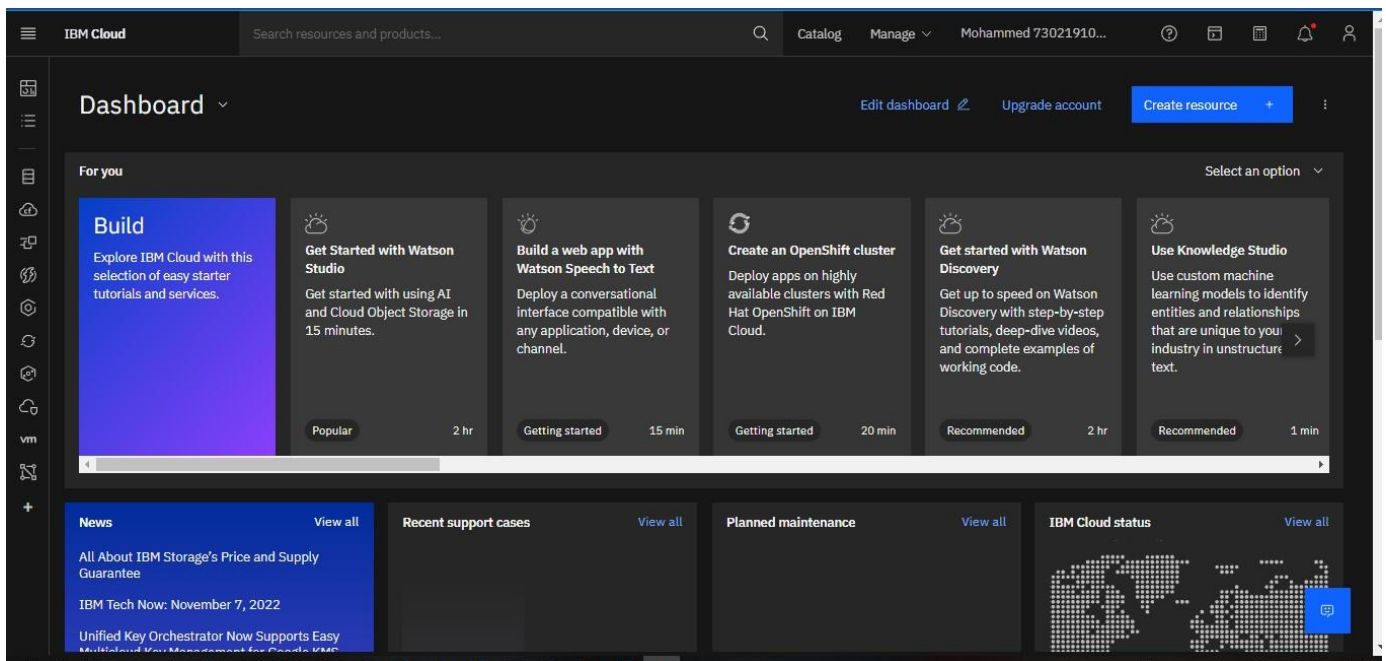 IBM Cloud
Search resources and products...
Catalog
Manage
Mohammed 73021910...
Dashboard
Edit dashboard
Upgrade account
Create resource +
For you
Select an option
Build
Explore IBM Cloud with this
selection of easy starter
tutorials and services.
Get Started with Watson
Studio
Get started with using AI
and Cloud Object Storage in
15 minutes.
Popular
2 hr
Build a web app with
Watson Speech to Text
Deploy a conversational
interface compatible with
any application, device, or
channel.
Getting started
15 min
Create an OpenShift cluster
Deploy apps on highly
available clusters with Red
Hat OpenShift on IBM
Cloud.
Getting started
20 min
Get started with Watson
Discovery
Get up to speed on Watson
Discovery with step-by-step
tutorials, deep-dive videos,
and complete examples of
working code.
Recommended
2 hr
Use Knowledge Studio
Use custom machine
learning models to identify
entities and relationships
that are unique to your
industry in unstructure
text.
Recommended
1 min
vm
News
View all
All About IBM Storage's Price and Supply
Guarantee
IBM Tech Now: November 7, 2022
Unified Key Orchestrator Now Supports Easy
Multicloud Key Management for Google KMS
Recent support cases
View all
Planned maintenance
View all
IBM Cloud status
View all